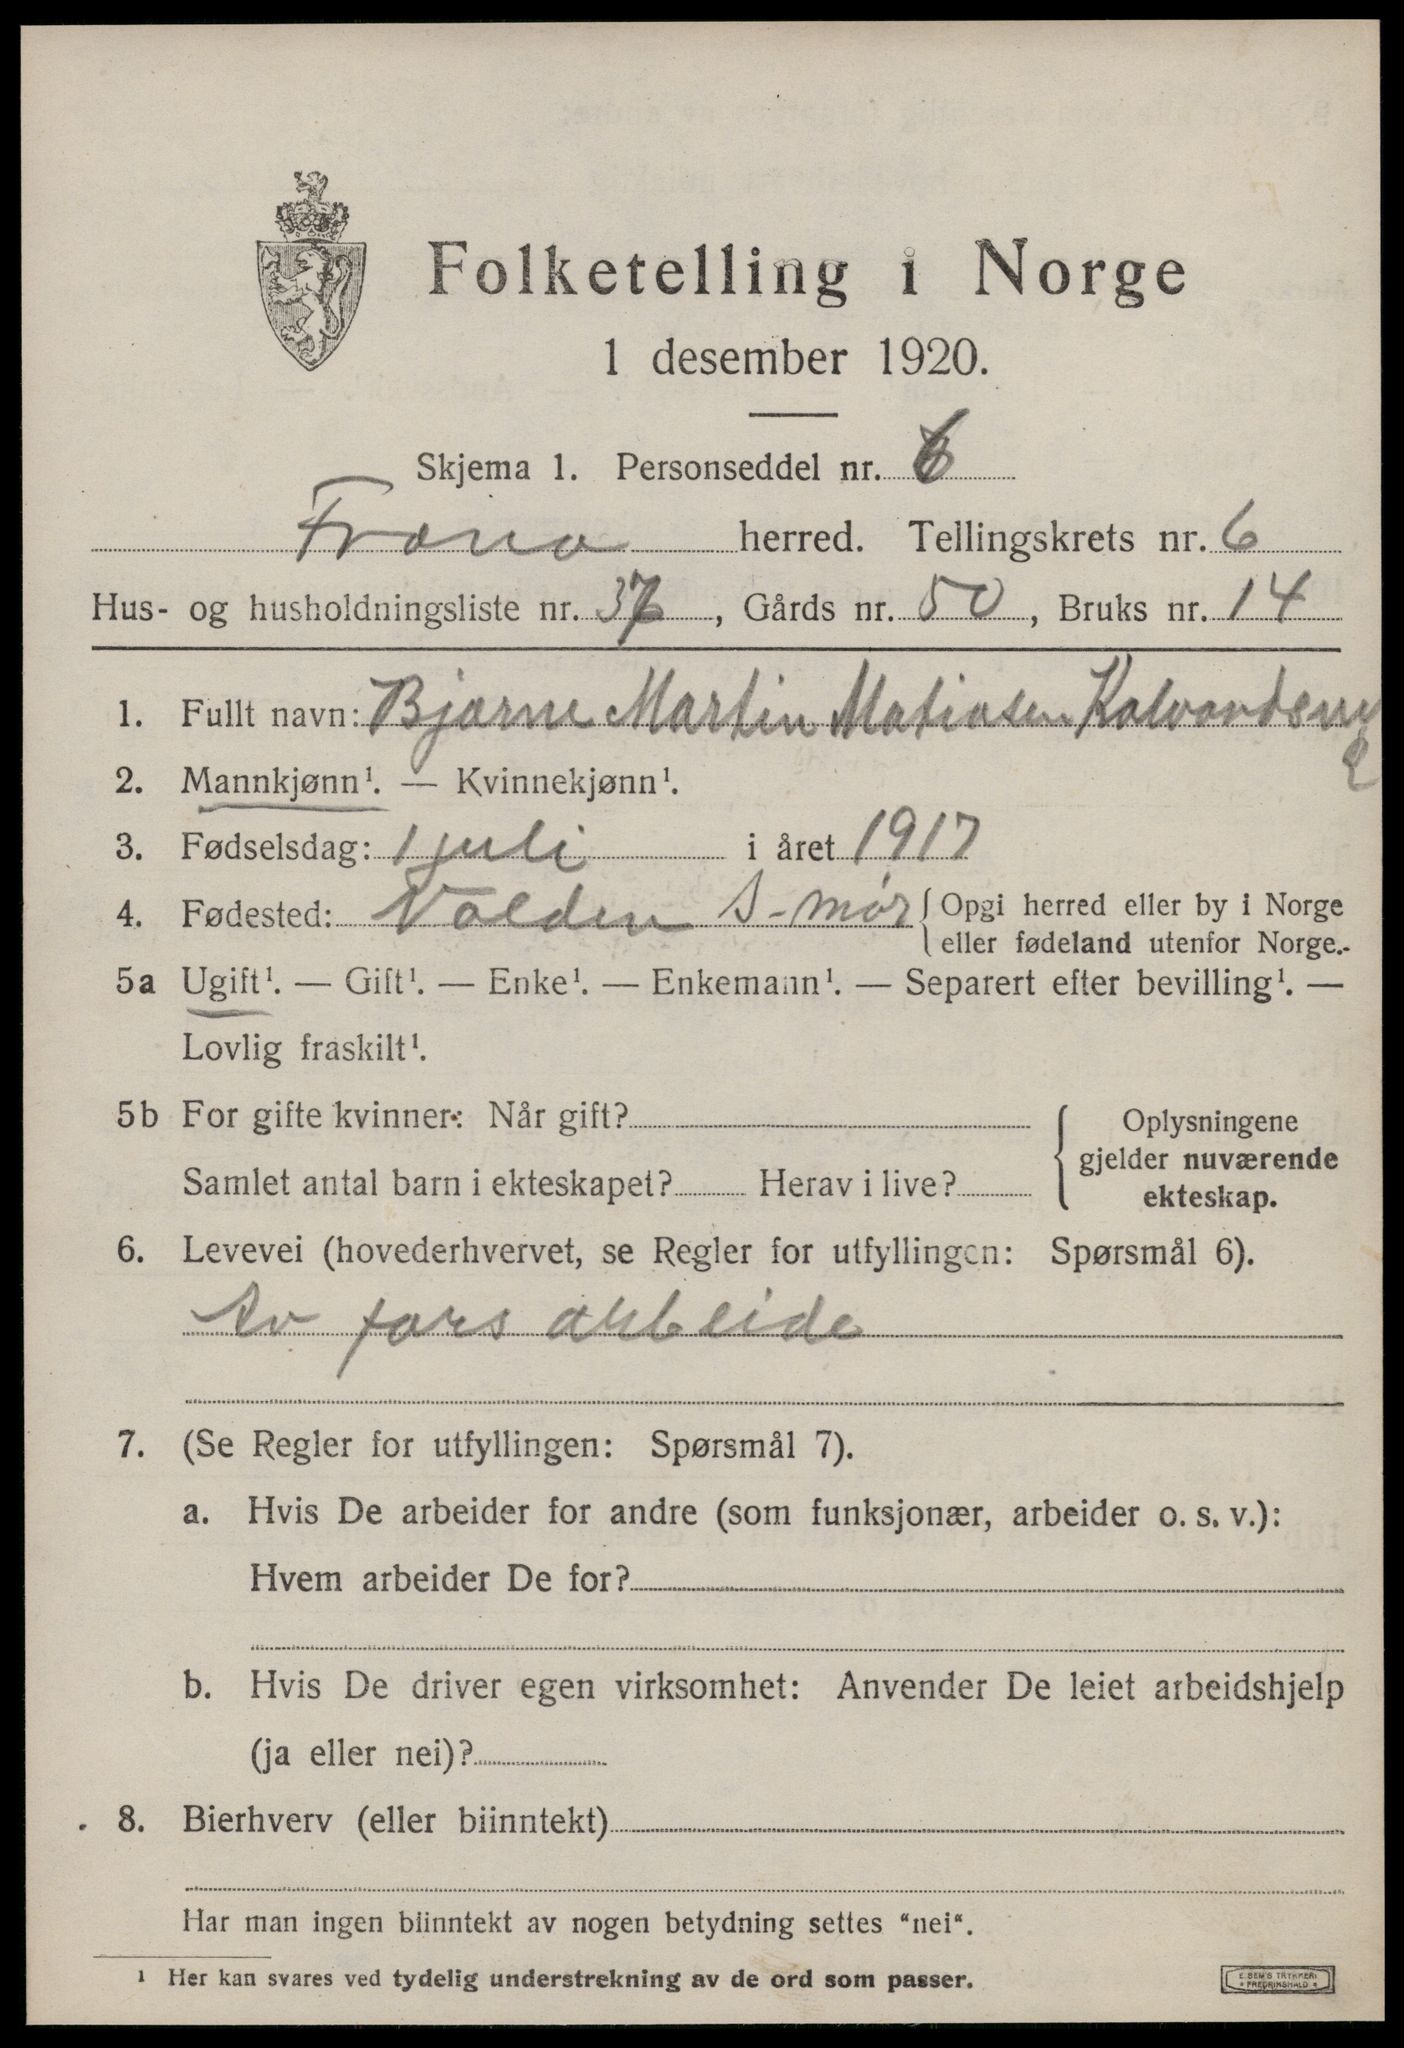 Folketelling i Norge
1 desember 1920.
Skjema 1. Personseddel nr. 6
Fræna herred. Tellingskrets nr. 6
Hus- og husholdningsliste nr. 37, Gårds nr. 50, Bruks nr. 14
1. Fullt navn: Bjarne Martin Matiasen
2. Mannkjønn¹. — Kvinnekjønn¹.
3. Fødselsdag: 1 juli i året 1917
4. Fødested: Volden S-mør { Opgi herred eller by i Norge
eller fødeland utenfor Norge.
5a Ugift¹. — Gift¹. — Enke¹. — Enkemann¹. — Separert efter bevilling¹. —
Lovlig fraskilt¹.
5b For gifte kvinner: Når gift?
Samlet antal barn i ekteskapet? Herav i live?
{ Oplysningene
gjelder nuværende
ekteskap.
6. Levevei (hovederhvervet, se Regler for utfyllingen: Spørsmål 6).
Av fars arbeide
7. (Se Regler for utfyllingen: Spørsmål 7).
a. Hvis De arbeider for andre (som funksjonær, arbeider o. s. v.):
Hvem arbeider De for?
b. Hvis De driver egen virksomhet: Anvender De leiet arbeidshjelp
(ja eller nei)?
8. Bierhverv (eller biinntekt)
Har man ingen biinntekt av nogen betydning settes "nei".
¹ Her kan svares ved tydelig understrekning av de ord som passer.
E. SEM'S TRYKKERI
FREDRIKSHALD